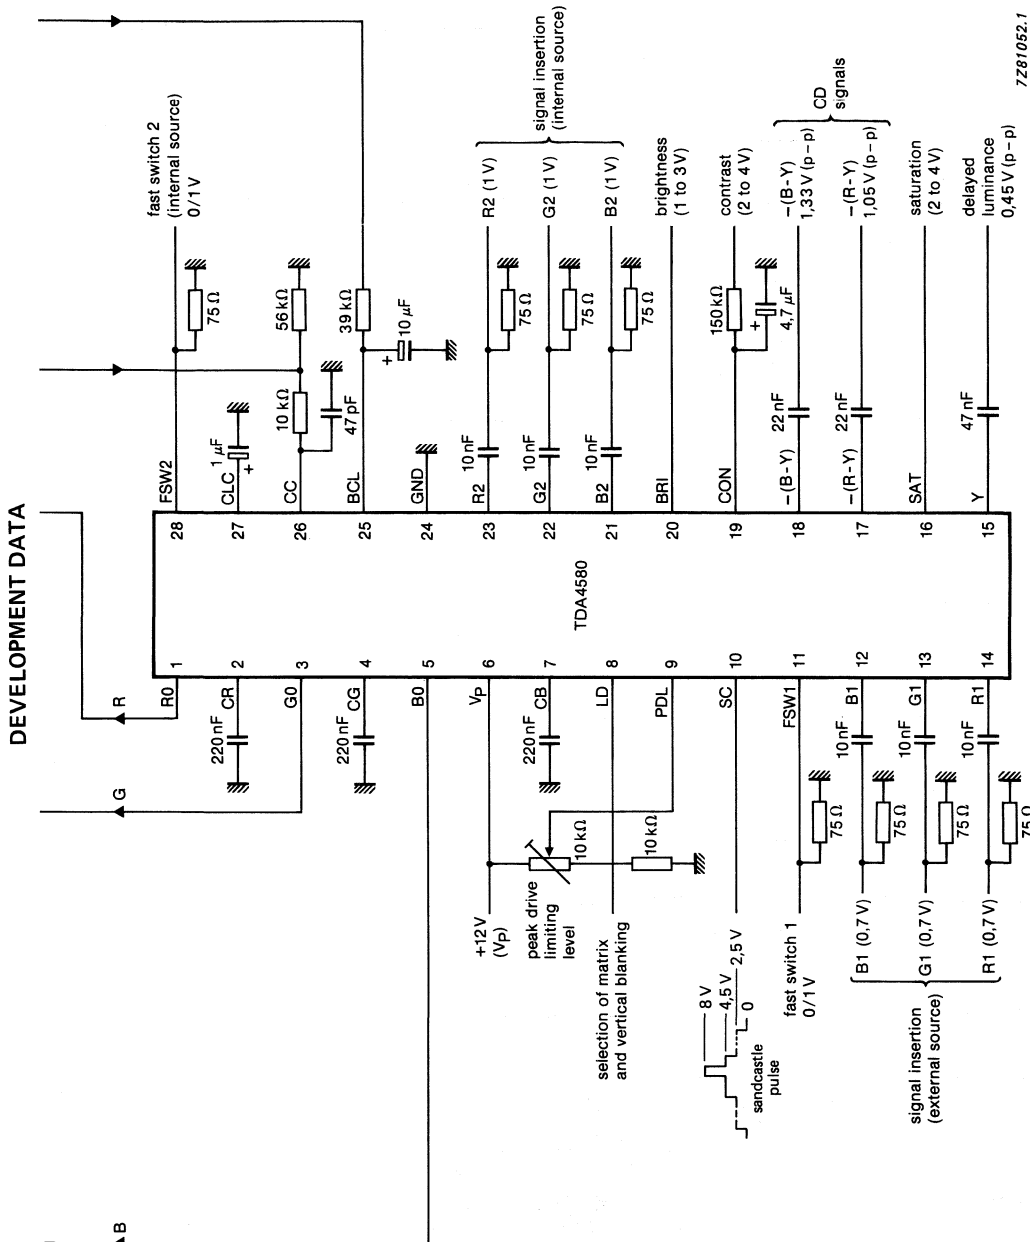 DEVELOPMENT DATA
7Z81052.1
fast switch 2
(internal source)
0/1 V
75 Ω
56 kΩ
39 kΩ
10 kΩ
47 pF
+
10 µF
1 µF
+
signal insertion
(internal source)
R2 (1 V)
G2 (1 V)
B2 (1 V)
75 Ω
75 Ω
75 Ω
10 nF
10 nF
10 nF
brightness
(1 to 3 V)
contrast
(2 to 4 V)
150 kΩ
+
4,7 µF
CD
signals
–(B-Y)
1,33 V (p–p)
–(R-Y)
1,05 V (p–p)
22 nF
22 nF
saturation
(2 to 4 V)
delayed
luminance
0,45 V (p–p)
47 nF
FSW2
CLC
CC
BCL
GND
R2
G2
B2
BRI
CON
–(B-Y)
–(R-Y)
SAT
Y
28
27
26
25
24
23
22
21
20
19
18
17
16
15
TDA4580
1
2
3
4
5
6
7
8
9
10
11
12
13
14
R0
CR
G0
CG
B0
VP
CB
LD
PDL
SC
FSW1
B1
G1
R1
R
G
B
220 nF
220 nF
220 nF
10 kΩ
10 kΩ
+12 V
(VP)
peak drive
limiting
level
selection of matrix
and vertical blanking
8 V
4,5 V
2,5 V
0
sandcastle
pulse
fast switch 1
0/1 V
75 Ω
10 nF
10 nF
10 nF
75 Ω
75 Ω
75 Ω
B1 (0,7 V)
G1 (0,7 V)
R1 (0,7 V)
signal insertion
(external source)